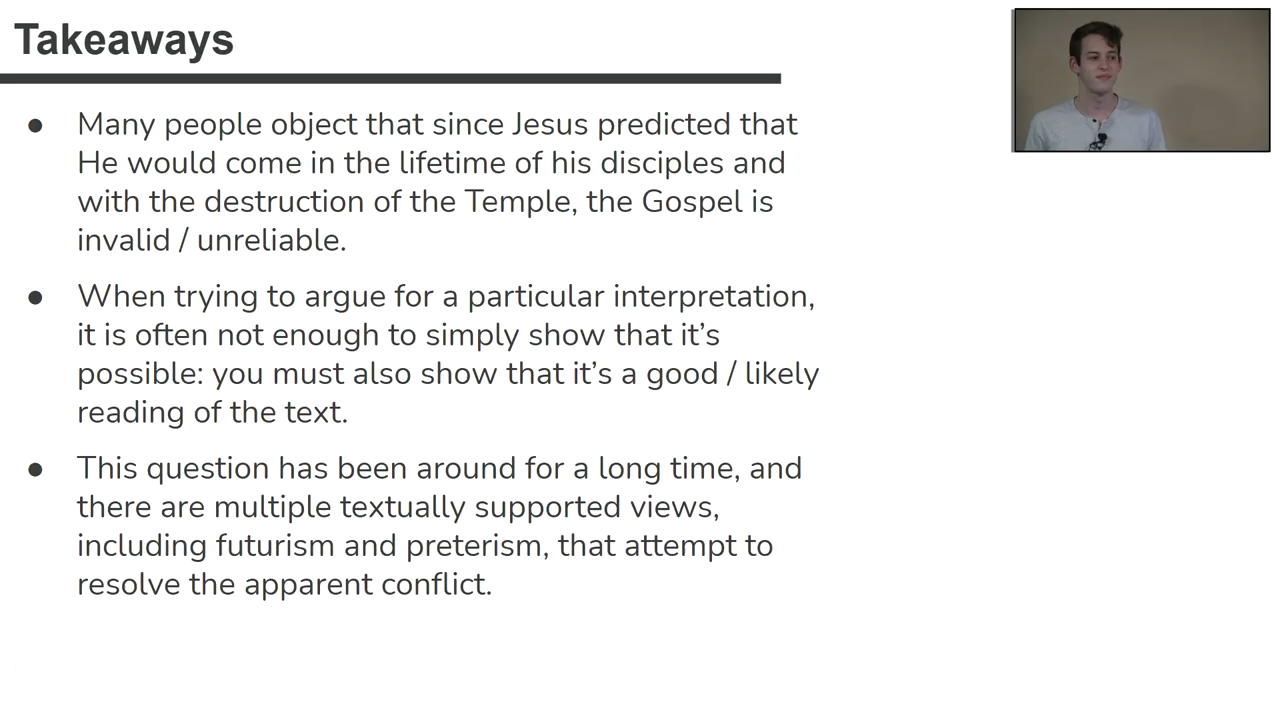 Takeaways
● Many people object that since Jesus predicted that
He would come in the lifetime of his disciples and
with the destruction of the Temple, the Gospel is
invalid / unreliable.
● When trying to argue for a particular interpretation,
it is often not enough to simply show that it’s
possible: you must also show that it’s a good / likely
reading of the text.
● This question has been around for a long time, and
there are multiple textually supported views,
including futurism and preterism, that attempt to
resolve the apparent conflict.